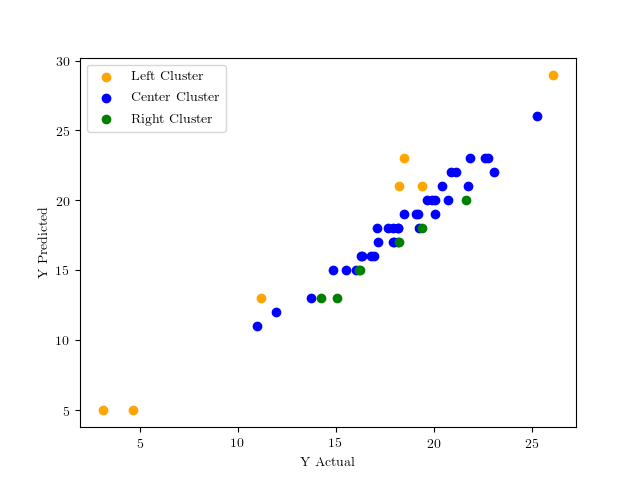 30
25
20
15
10
5
Y Predicted
Left Cluster
Center Cluster
Right Cluster
5 10 15 20 25
Y Actual